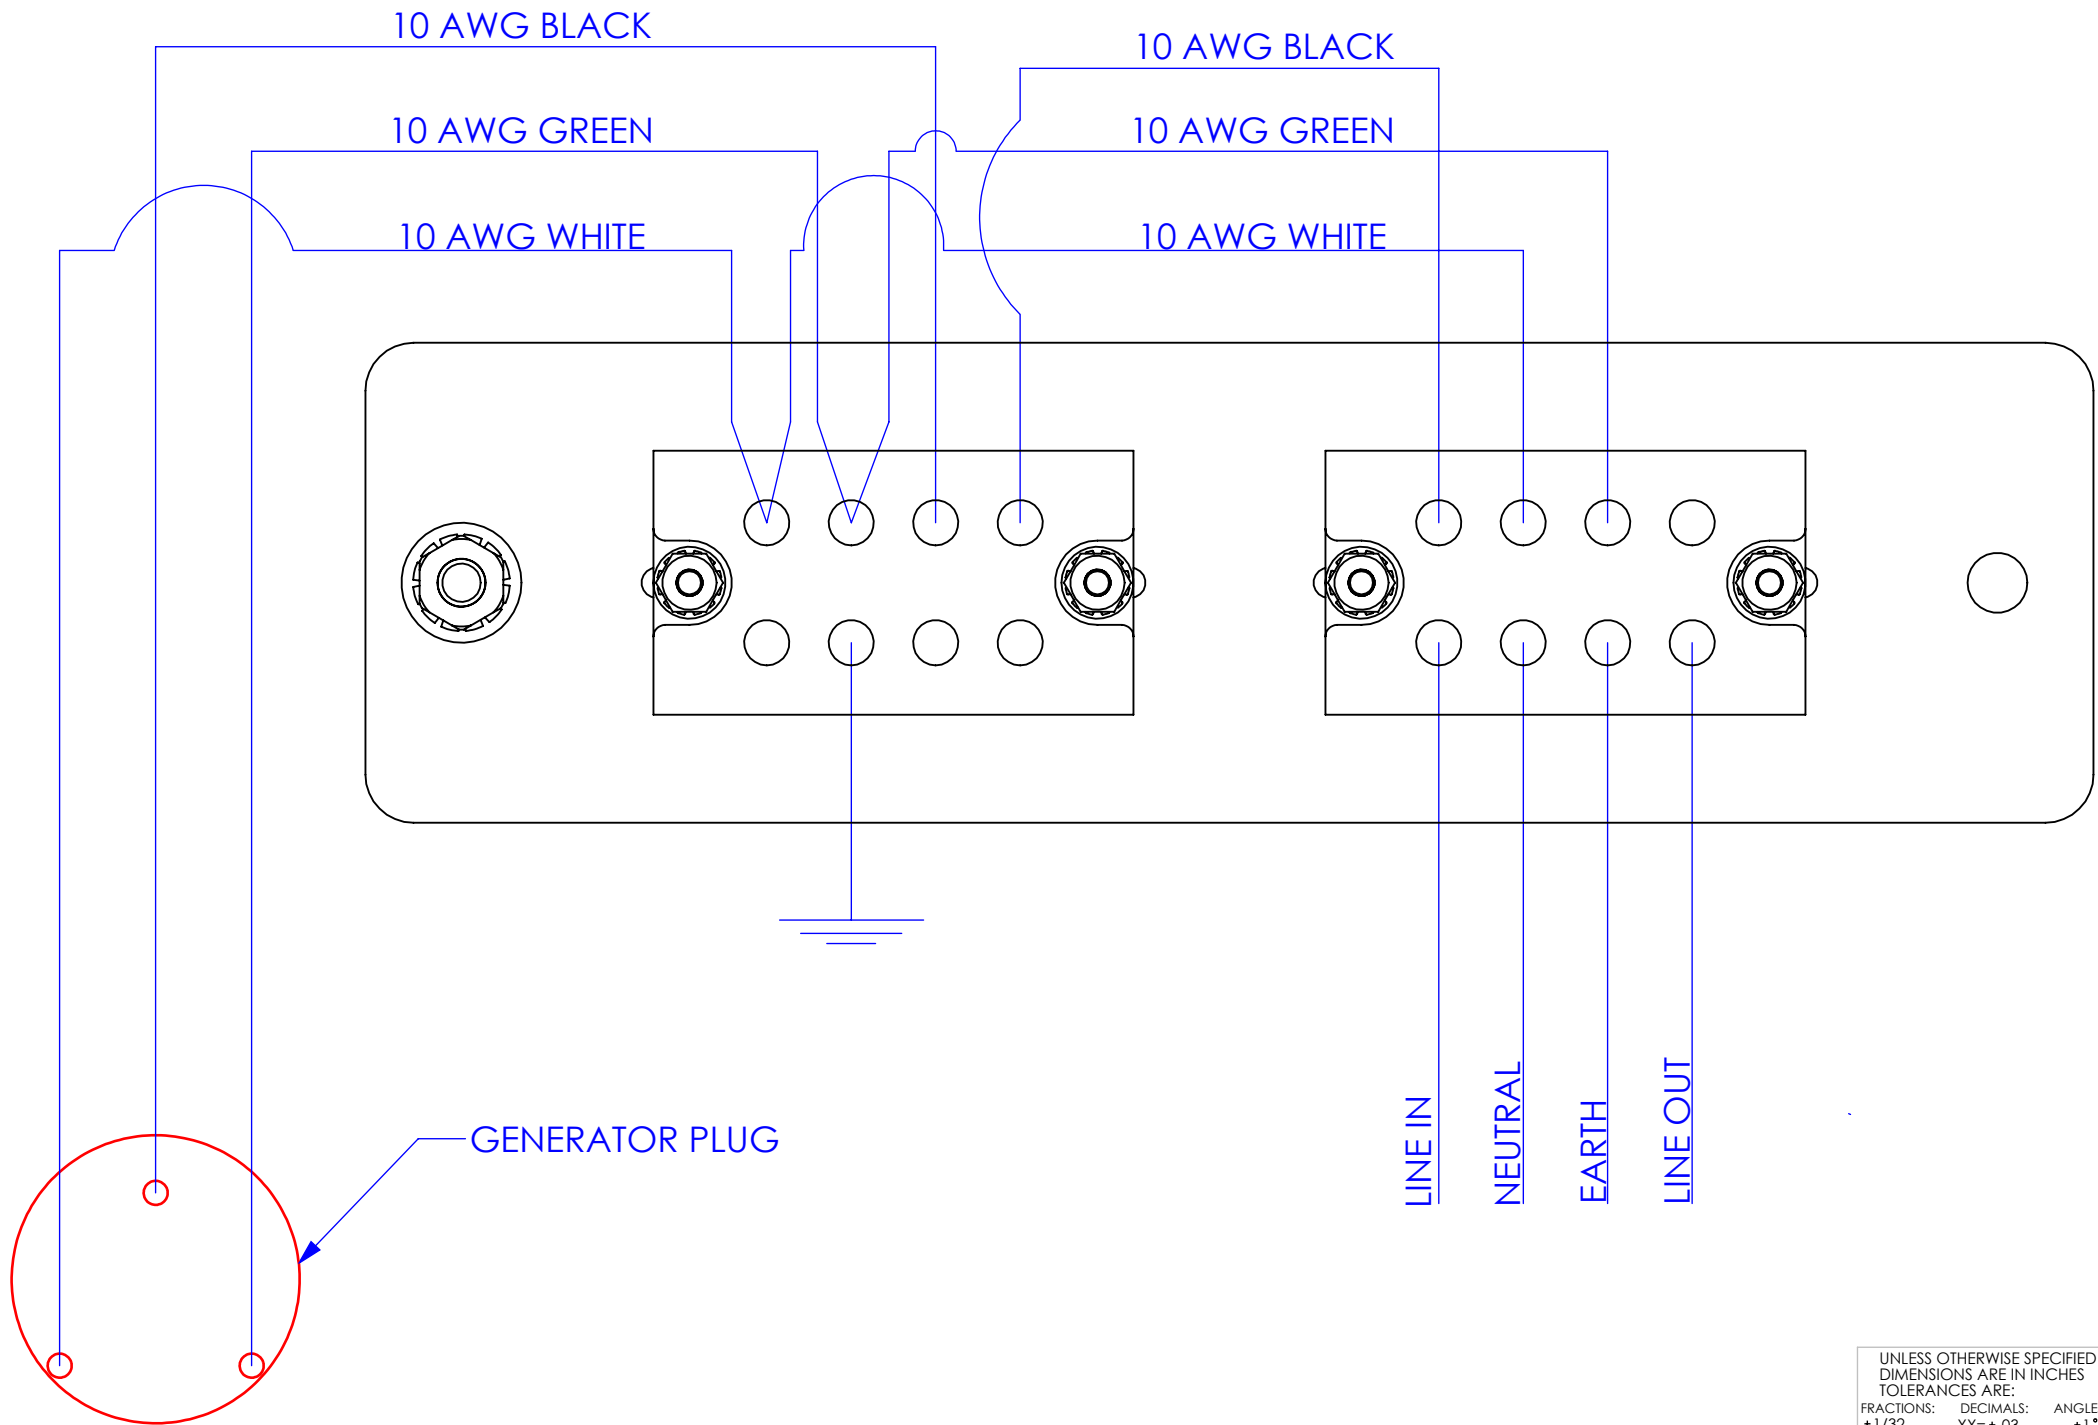 10 AWG BLACK
10 AWG BLACK
10 AWG GREEN
10 AWG GREEN
10 AWG WHITE
10 AWG WHITE
GENERATOR PLUG
LINE IN
NEUTRAL
EARTH
LINE OUT
UNLESS OTHERWISE SPECIFIED
DIMENSIONS ARE IN INCHES
TOLERANCES ARE:
FRACTIONS: DECIMALS: ANGLE